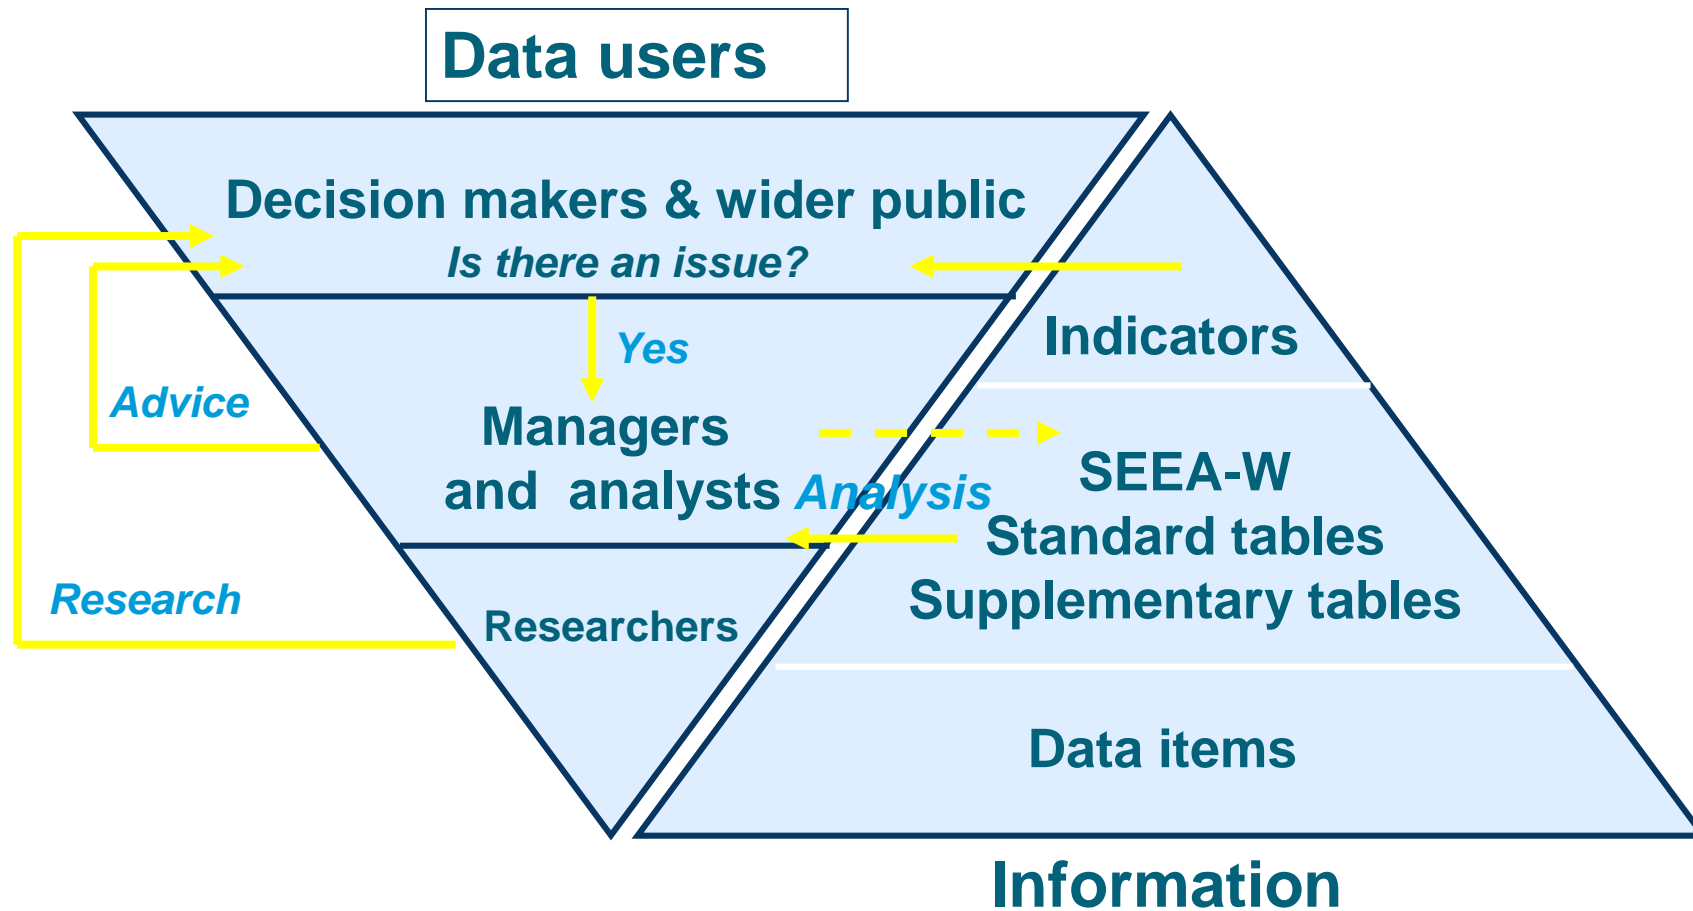 Data users
Decision makers & wider public
Is there an issue?
Yes
Advice
Managers
and analysts
Analysis
Research
Researchers
Indicators
SEEA-W
Standard tables
Supplementary tables
Data items
Information